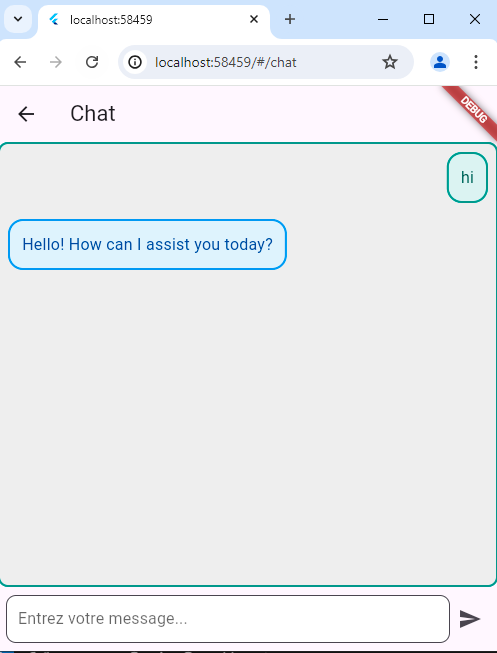 localhost:58459
localhost:58459/#/chat
DEBUG
Chat
hi
Hello! How can I assist you today?
Entrez votre message...